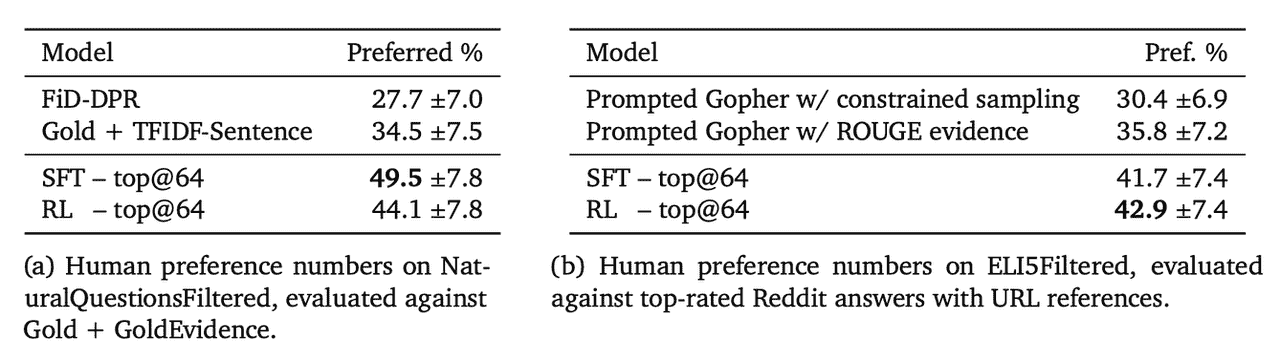 Model Preferred %
FiD-DPR 27.7 ±7.0
Gold + TFIDF-Sentence 34.5 ±7.5
SFT – top@64 49.5 ±7.8
RL – top@64 44.1 ±7.8
(a) Human preference numbers on Nat-
uralQuestionsFiltered, evaluated against
Gold + GoldEvidence.
Model Pref. %
Prompted Gopher w/ constrained sampling 30.4 ±6.9
Prompted Gopher w/ ROUGE evidence 35.8 ±7.2
SFT – top@64 41.7 ±7.4
RL – top@64 42.9 ±7.4
(b) Human preference numbers on ELI5Filtered, evaluated
against top-rated Reddit answers with URL references.